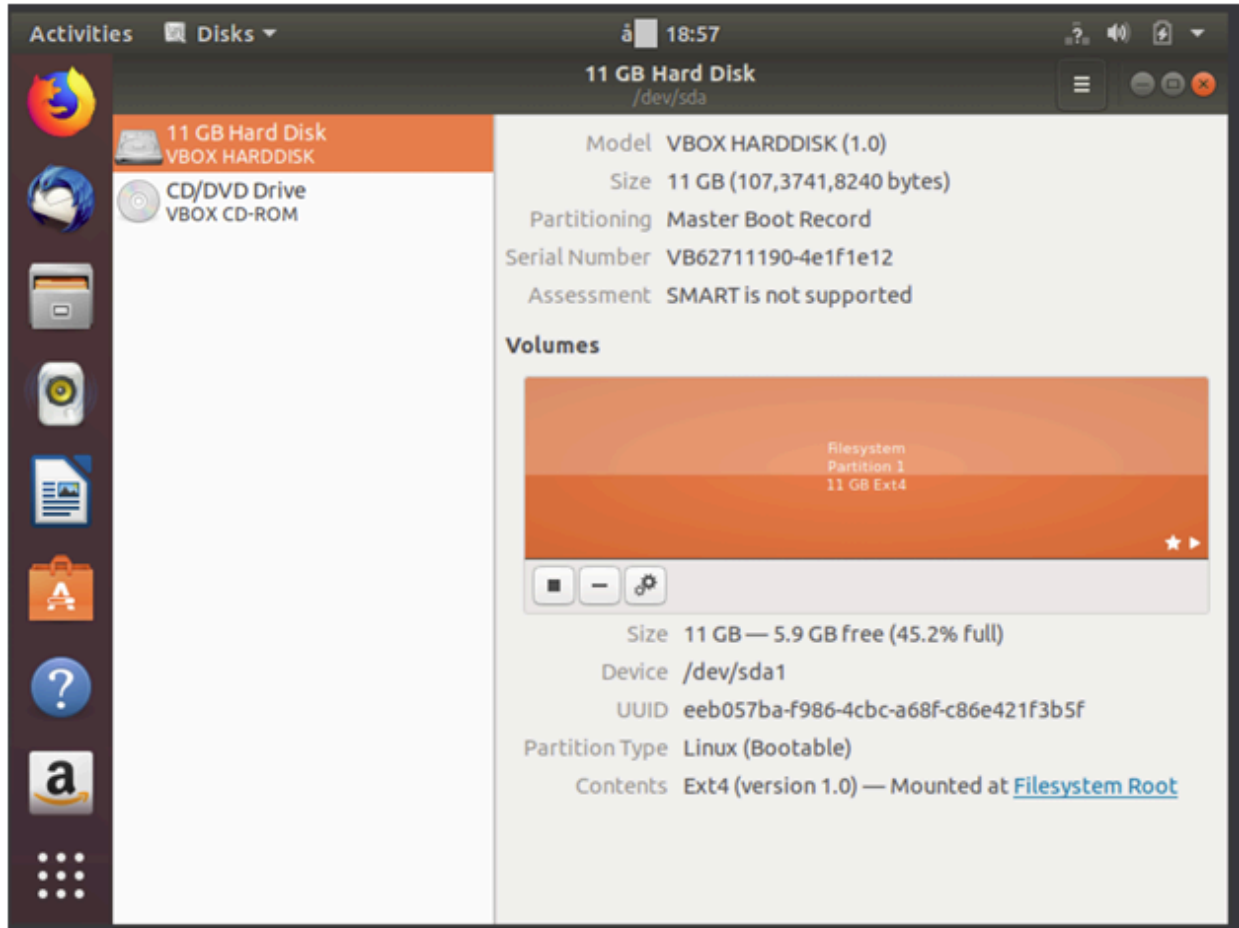 Activities Disks 18:57
11 GB Hard Disk
/dev/sda
11 GB Hard Disk
VBOX HARDDISK
CD/DVD Drive
VBOX CD-ROM
Model VBOX HARDDISK (1.0)
Size 11 GB (107,3741,8240 bytes)
Partitioning Master Boot Record
Serial Number VB62711190-4e1f1e12
Assessment SMART is not supported
Volumes
Filesystem
Partition 1
11 GB Ext4
Size 11 GB — 5.9 GB free (45.2% full)
Device /dev/sda1
UUID eeb057ba-f986-4cbc-a68f-c86e421f3b5f
Partition Type Linux (Bootable)
Contents Ext4 (version 1.0) — Mounted at Filesystem Root